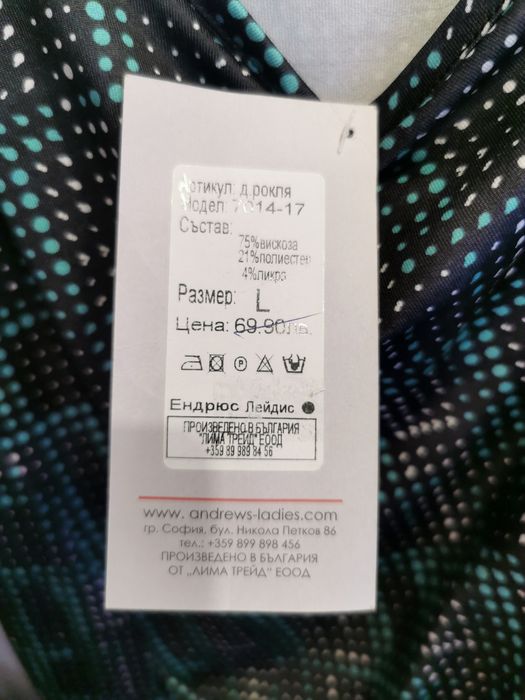 Артикул: д.рокля
Модел: 7014-17
Състав:
75%вискоза
21%полиестер
4%ликра
Размер: L
Цена: 69.90лв.
Ендрюс Лейдис
ПРОИЗВЕДЕНО В БЪЛГАРИЯ
"ЛИМА ТРЕЙД" ЕООД
+359 89 989 84 56
www. andrews-ladies.com
гр. София, бул. Никола Петков 86
тел.: +359 899 898 456
ПРОИЗВЕДЕНО В БЪЛГАРИЯ
ОТ „ЛИМА ТРЕЙД" ЕООД